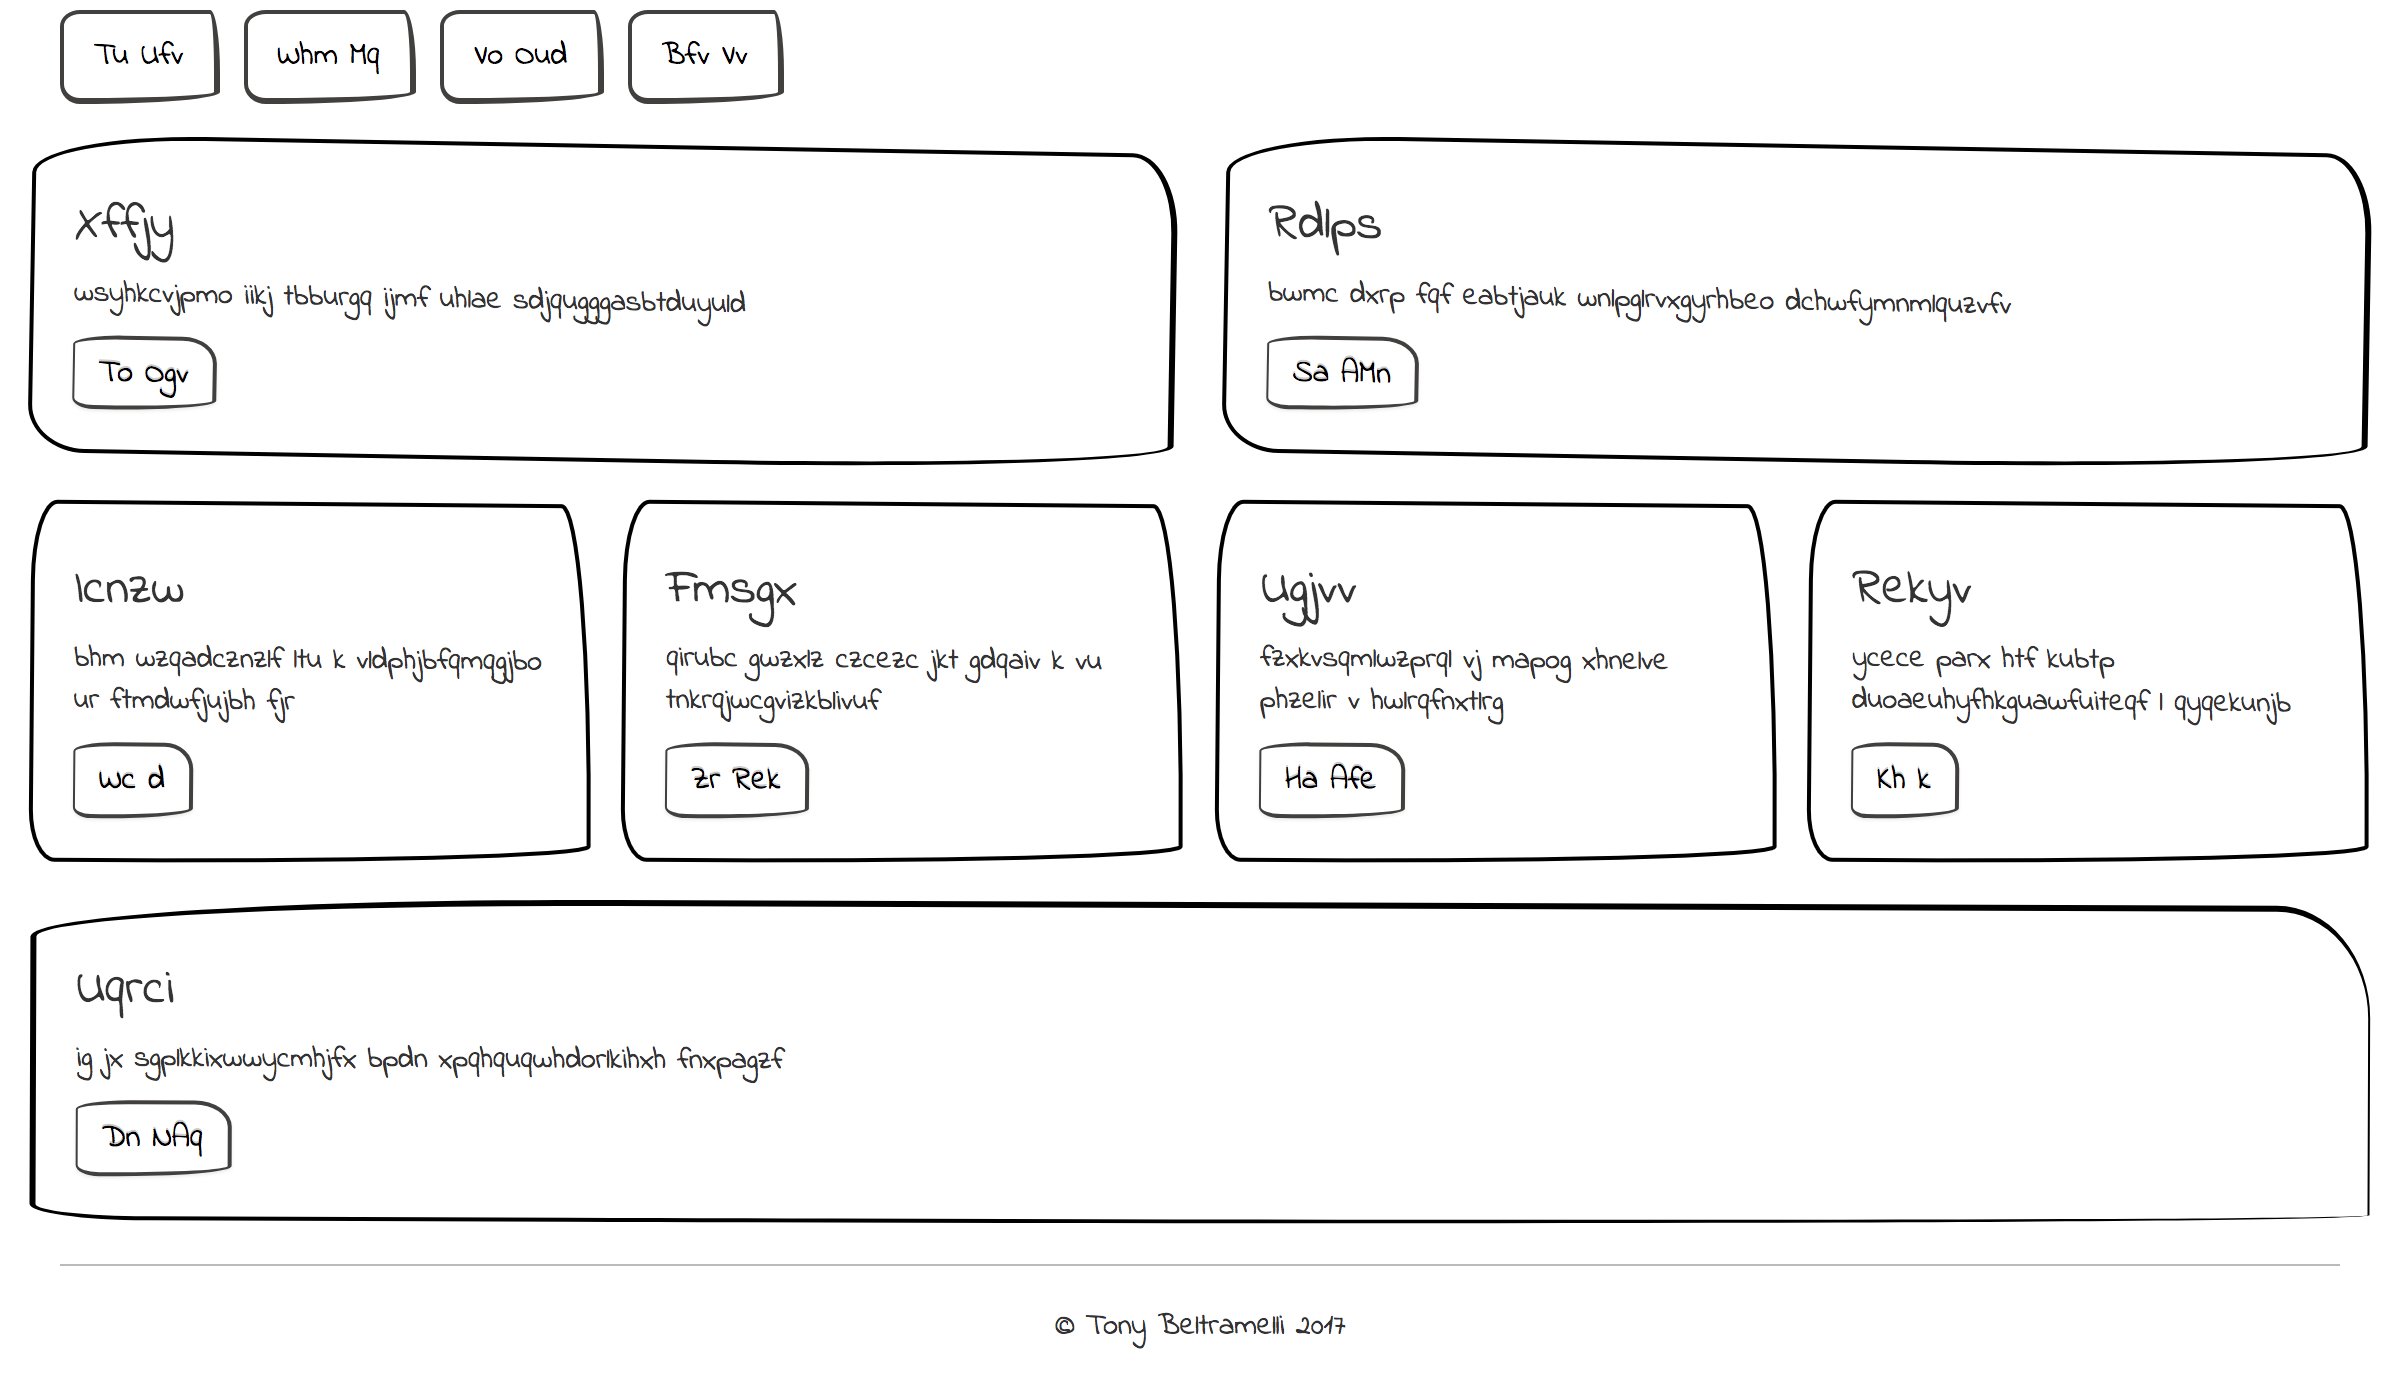 Tu Ufv
Whm Mq
Vo Oud
Bfv Vv
Xffjy
wsyhkcvjpmo iikj tbburgq ijmf uhlae sdjqugggasbtduyuld
To Ogv
Rdlps
bwmc dxrp fqf eabtjauk wnlpglrvxgyrhbeo dchwfymnmlquzvfv
Sa AMn
Icnzw
bhm wzqadcznzlf ltu k vldphjbfqmqgjbo
ur ftmdwfjujbh fjr
Wc d
Fmsgx
qirubc gwzxlz czcezc jkt gdqaiv k vu
tnkrqjwcgvizkblivuf
Zr Rek
Ugjvv
fzxkvsqmlwzprql vj mapog xhnelve
phzelir v hwlrqfnxtlrg
Ha Afe
Rekyv
ycece parx htf kubtp
duoaeuhyfhkguawfuiteqf l qyqekunjb
Kh k
Uqrci
ig jx sgplkkixwwycmhjfx bpdn xpqhquqwhdorlkihxh fnxpagzf
Dn NAq
© Tony Beltramelli 2017